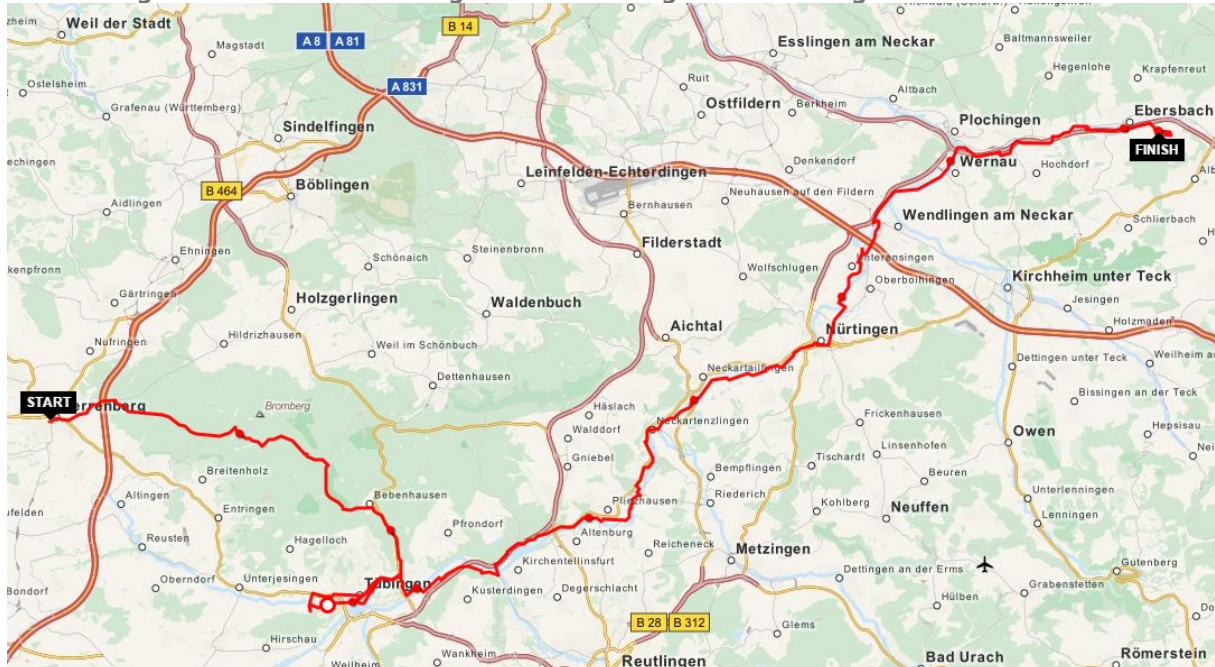 Weil der Stadt
Magstadt
B 14
A 8 A 81
A 831
Ostelsheim
Grafenau (Württemberg)
Sindelfingen
Böblingen
B 464
Aidlingen
Ehningen
Gärtringen
Nufringen
Hildrizhausen
Holzgerlingen
Schönaich
Steinenbronn
Waldenbuch
Weil im Schönbuch
Dettenhausen
Esslingen am Neckar
Baltmannsweiler
Hegenlohe
Krapfenreut
Ruit
Ostfildern
Berkheim
Altbach
Plochingen
Ebersbach
FINISH
Wernau
Hochdorf
Denkendorf
Leinfelden-Echterdingen
Neuhausen auf den Fildern
Bernhausen
Filderstadt
Wendlingen am Neckar
Schlierbach
Wolfschlugen
Oberboihingen
Kirchheim unter Teck
Jesingen
Holzmaden
Aichtal
Nürtingen
Dettingen unter Teck
Weilheim an
Bissingen an der Teck
Hepsisau
START
Bromberg
Neckartailfingen
Häslach
Walddorf
Neckartenzlingen
Frickenhausen
Linsenhofen
Owen
Gniebel
Tischardt
Beuren
Bempflingen
Breitenholz
Altingen
Entringen
Bebenhausen
Pliezhausen
Riederich
Kohlberg
Neuffen
Unterlenningen
Lenningen
Reusten
Hagelloch
Pfrondorf
Altenburg
Reicheneck
Metzingen
Oberndorf
Unterjesingen
Tübingen
Kirchentellinsfurt
Degerschlacht
Kusterdingen
Dettingen an der Erms
Gutenberg
Grabenstetten
Hülben
Bondorf
Hirschau
Weilheim
Wankheim
B 28 B 312
Glems
Reutlingen
Bad Urach
Römerstein